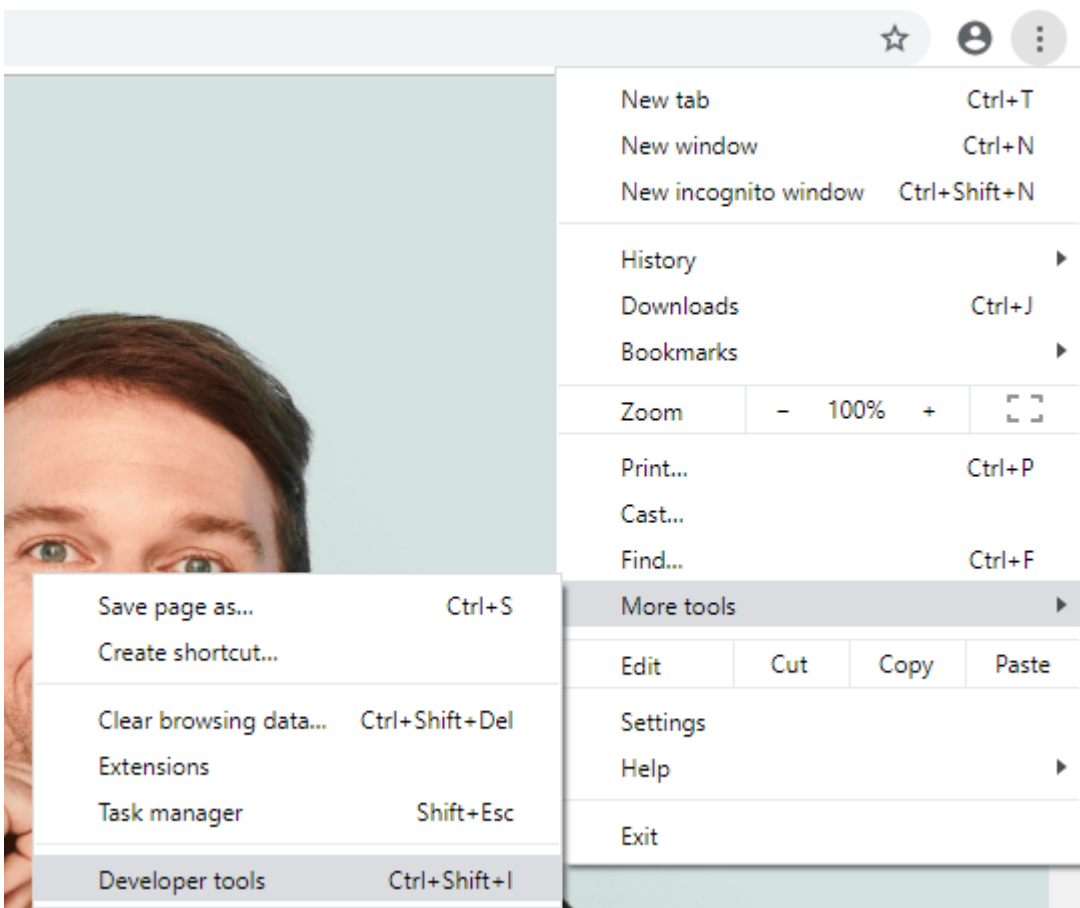 New tab Ctrl+T
New window Ctrl+N
New incognito window Ctrl+Shift+N
History
Downloads Ctrl+J
Bookmarks
Zoom - 100% +
Print... Ctrl+P
Cast...
Find... Ctrl+F
More tools
Edit Cut Copy Paste
Settings
Help
Exit
Save page as... Ctrl+S
Create shortcut...
Clear browsing data... Ctrl+Shift+Del
Extensions
Task manager Shift+Esc
Developer tools Ctrl+Shift+I